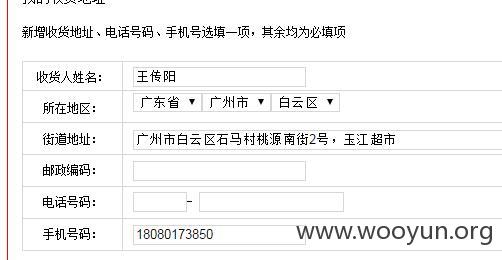 新增收货地址、电话号码、手机号选填一项，其余均为必填项
收货人姓名： 王传阳
所在地区： 广东省 ▼ 广州市 ▼ 白云区 ▼
街道地址： 广州市白云区石马村桃源南街2号，玉江超市
邮政编码：
电话号码： -
手机号码： 18080173850
www.wooyun.org